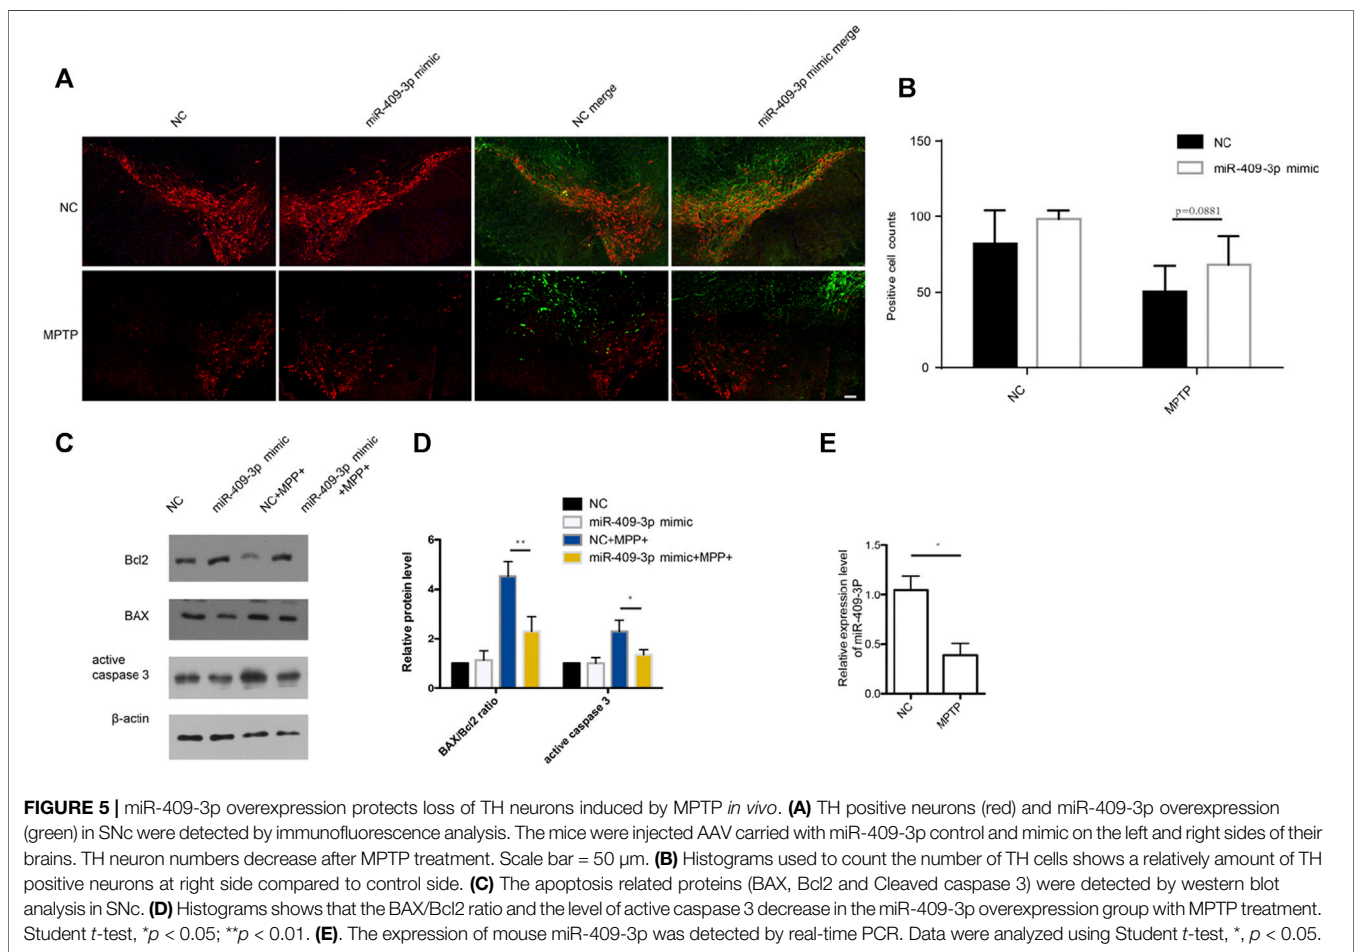 A
NC
miR-409-3p mimic
NC merge
miR-409-3p mimic merge
NC
MPTP
B
NC
miR-409-3p mimic
150
100
50
0
Positive cell counts
p=0.0881
NC
MPTP
C
NC
miR-409-3p mimic
NC+MPP+
miR-409-3p mimic
+MPP+
Bcl2
BAX
active
caspase 3
β-actin
D
NC
miR-409-3p mimic
NC+MPP+
miR-409-3p mimic+MPP+
6
4
2
0
Relative protein level
**
*
BAX/Bcl2 ratio
active caspase 3
E
1.5
1.0
0.5
0.0
Relative expression level
of miR-409-3P
*
NC
MPTP
FIGURE 5 | miR-409-3p overexpression protects loss of TH neurons induced by MPTP in vivo. (A) TH positive neurons (red) and miR-409-3p overexpression
(green) in SNc were detected by immunofluorescence analysis. The mice were injected AAV carried with miR-409-3p control and mimic on the left and right sides of their
brains. TH neuron numbers decrease after MPTP treatment. Scale bar = 50 μm. (B) Histograms used to count the number of TH cells shows a relatively amount of TH
positive neurons at right side compared to control side. (C) The apoptosis related proteins (BAX, Bcl2 and Cleaved caspase 3) were detected by western blot
analysis in SNc. (D) Histograms shows that the BAX/Bcl2 ratio and the level of active caspase 3 decrease in the miR-409-3p overexpression group with MPTP treatment.
Student t-test, *p < 0.05; **p < 0.01. (E). The expression of mouse miR-409-3p was detected by real-time PCR. Data were analyzed using Student t-test, *, p < 0.05.